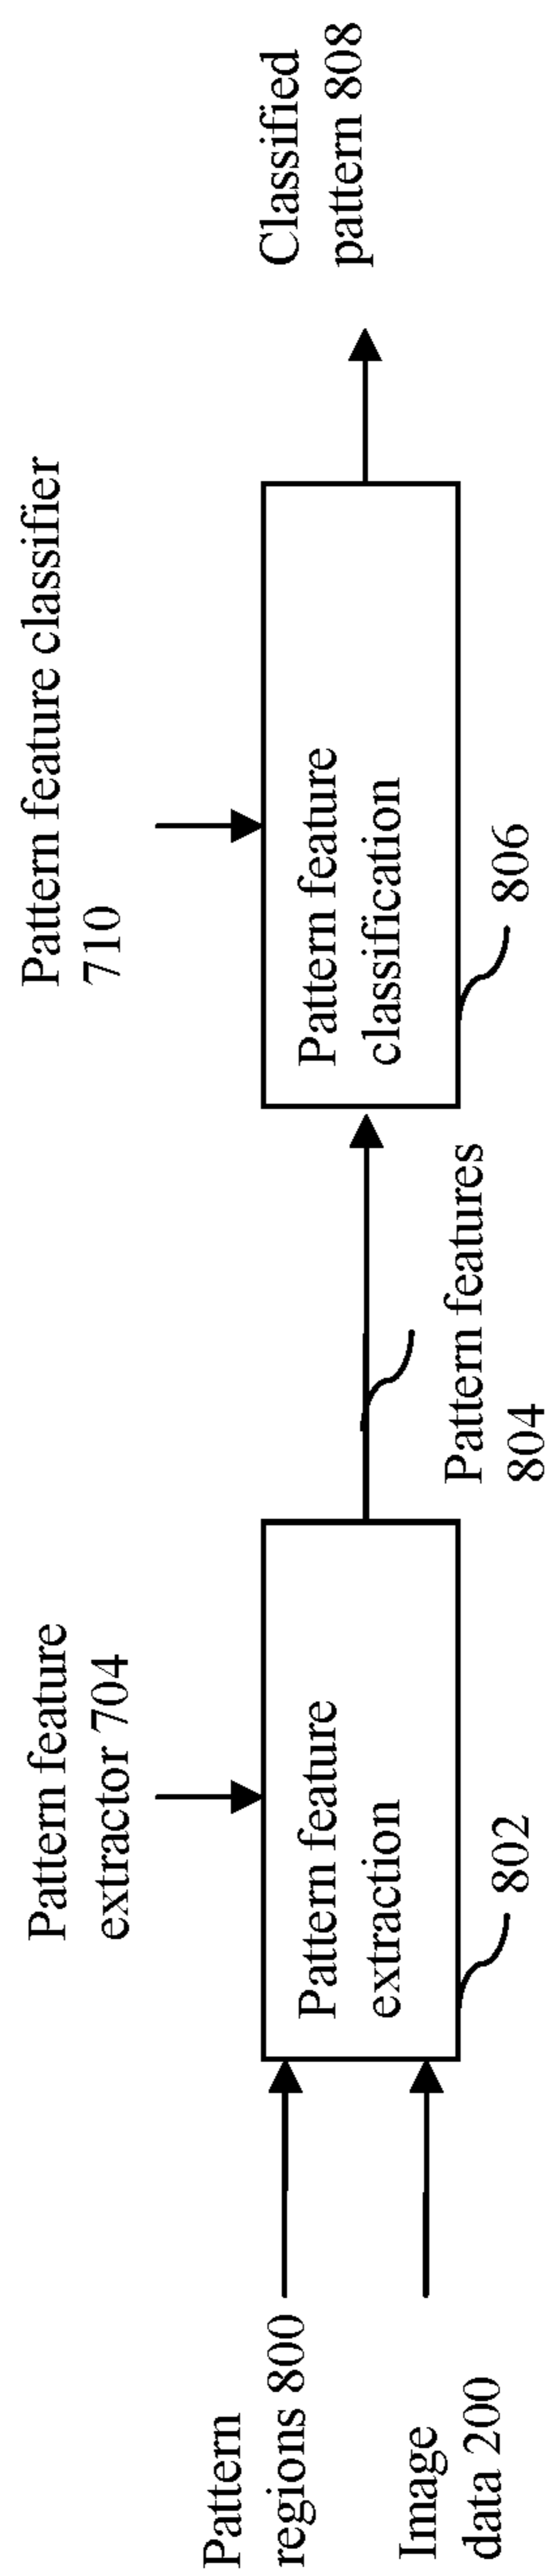 Pattern
regions 800
Image
data 200
Pattern feature
extractor 704
Pattern feature
extraction
802
Pattern features
804
Pattern feature classifier
710
Pattern feature
classification
806
Classified
pattern 808